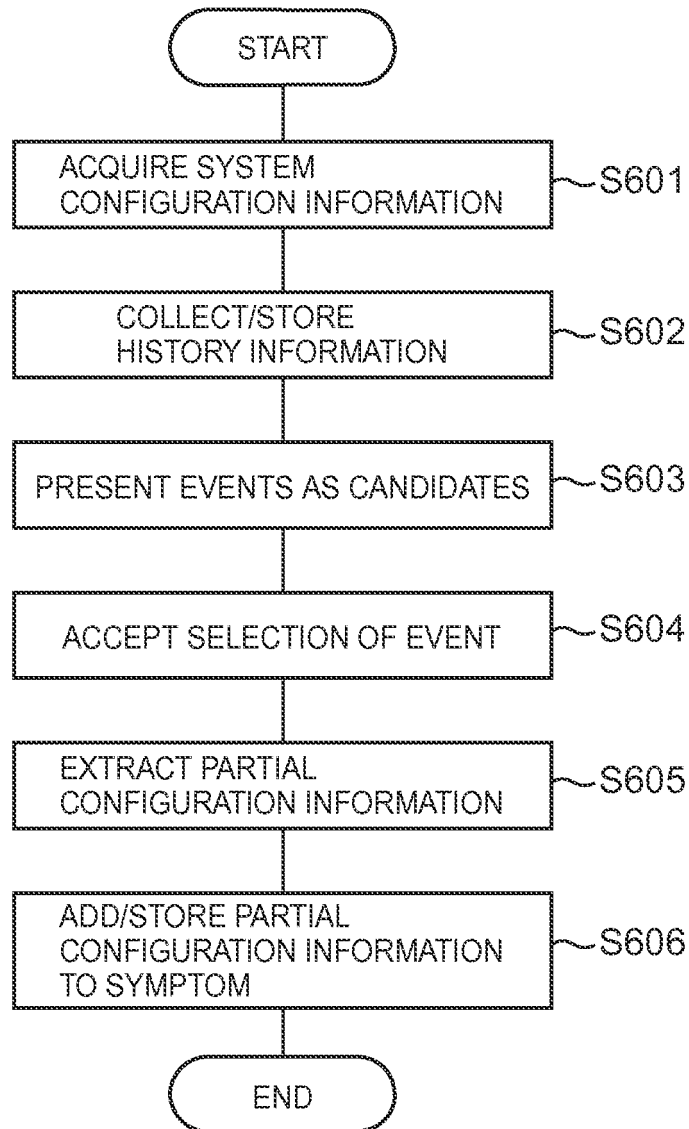 START
ACQUIRE SYSTEM
CONFIGURATION INFORMATION
S601
COLLECT/STORE
HISTORY INFORMATION
S602
PRESENT EVENTS AS CANDIDATES
S603
ACCEPT SELECTION OF EVENT
S604
EXTRACT PARTIAL
CONFIGURATION INFORMATION
S605
ADD/STORE PARTIAL
CONFIGURATION INFORMATION
TO SYMPTOM
S606
END